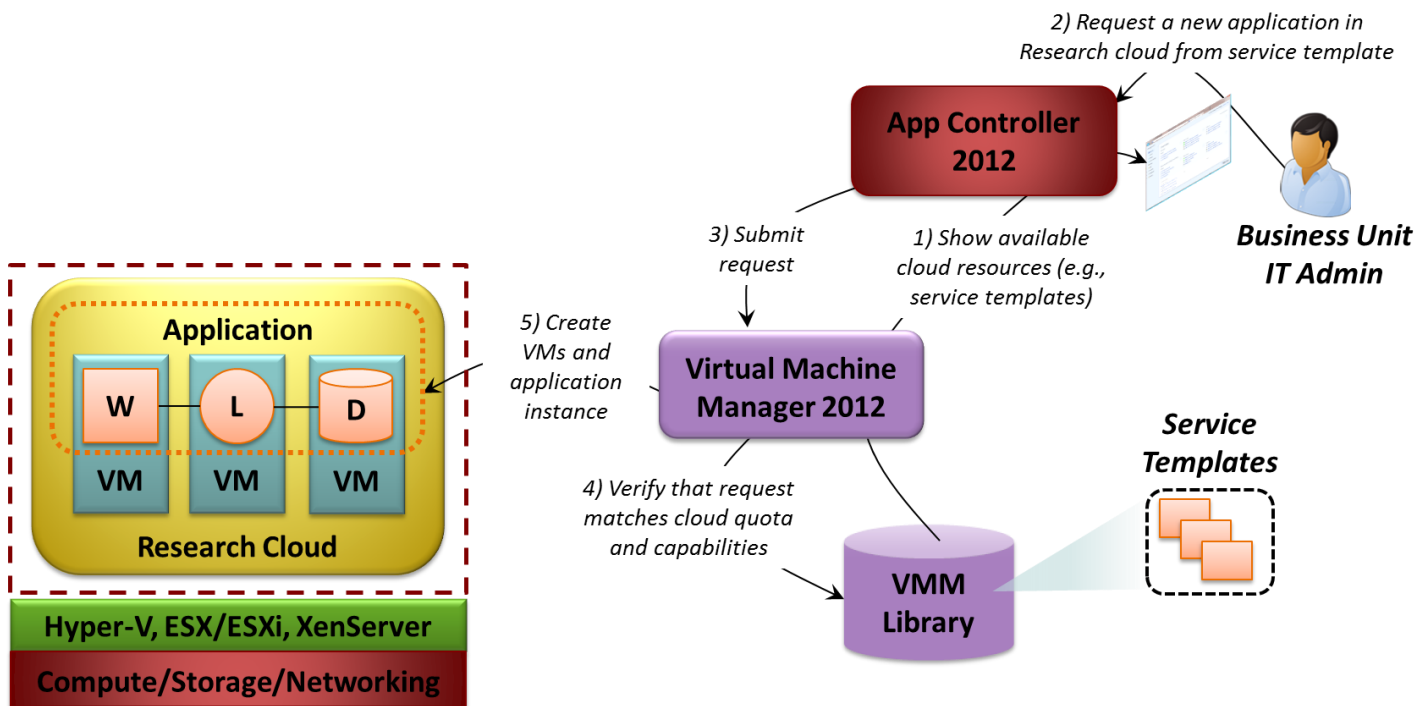 2) Request a new application in
Research cloud from service template
App Controller
2012
Business Unit
IT Admin
3) Submit
request
1) Show available
cloud resources (e.g.,
service templates)
Application
W
L
D
VM
VM
VM
Research Cloud
5) Create
VMs and
application
instance
Virtual Machine
Manager 2012
Service
Templates
4) Verify that request
matches cloud quota
and capabilities
VMM
Library
Hyper-V, ESX/ESXi, XenServer
Compute/Storage/Networking